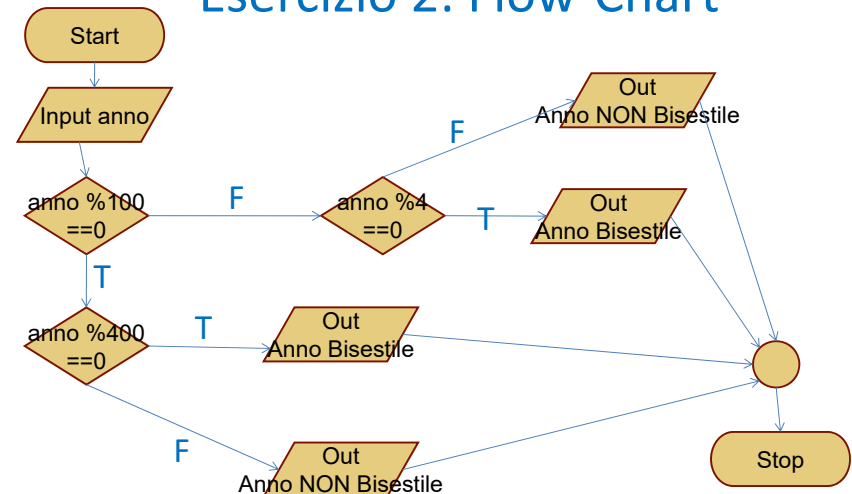 Esercizio 2: Flow-Chart
Start
Input anno
Out
Anno NON Bisestile
F
anno %100
==0
F
anno %4
==0
T
Out
Anno Bisestile
T
anno %400
==0
T
Out
Anno Bisestile
F
Out
Anno NON Bisestile
Stop